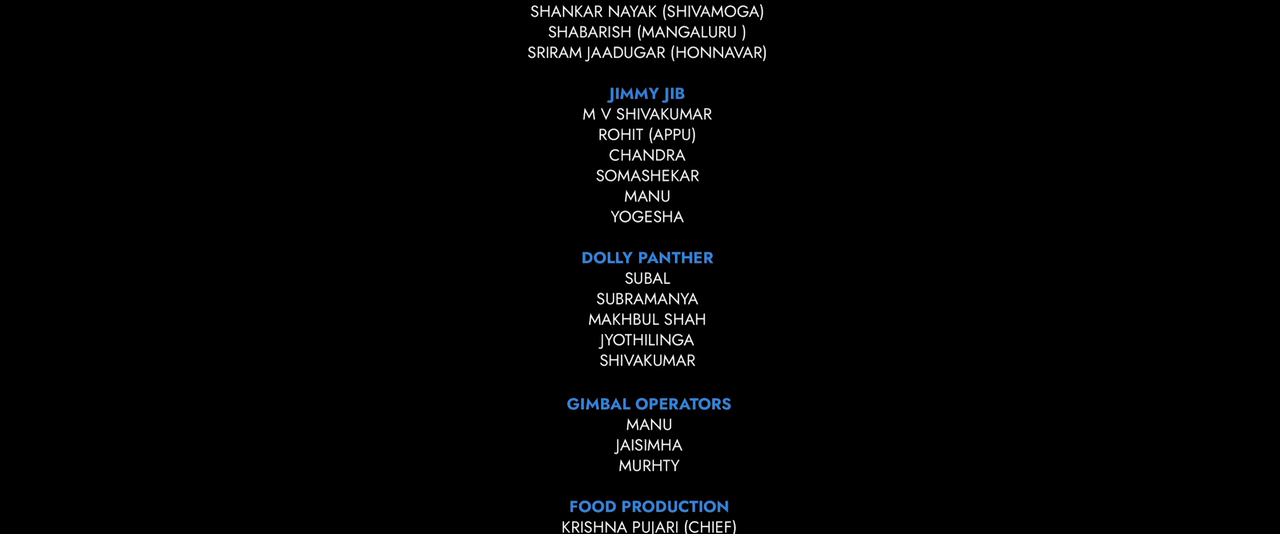 SHANKAR NAYAK (SHIVAMOGA)
SHABARISH (MANGALURU )
SRIRAM JAADUGAR (HONNAVAR)
JIMMY JIB
M V SHIVAKUMAR
ROHIT (APPU)
CHANDRA
SOMASHEKAR
MANU
YOGESHA
DOLLY PANTHER
SUBAL
SUBRAMANYA
MAKHBUL SHAH
JYOTHILINGA
SHIVAKUMAR
GIMBAL OPERATORS
MANU
JAISIMHA
MURHTY
FOOD PRODUCTION
KRISHNA PUJARI (CHIEF)